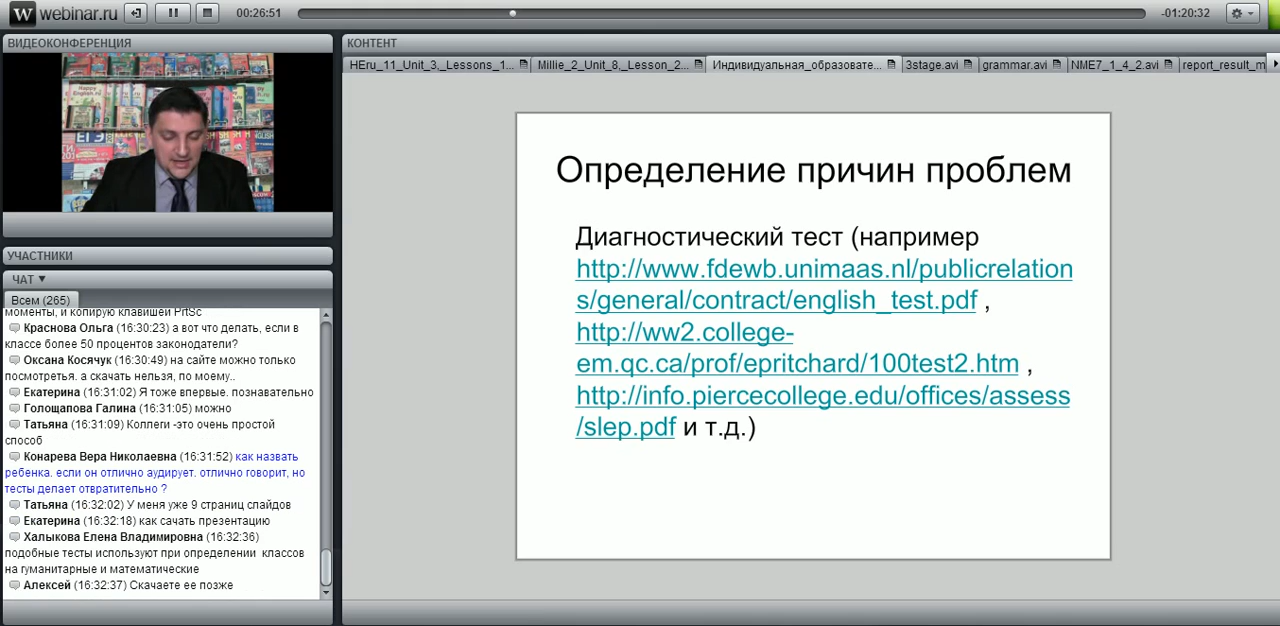 webinar.ru
00:26:51
-01:20:32
ВИДЕОКОНФЕРЕНЦИЯ
Happy English.ru
ЕГЭ
УЧАСТНИКИ
ЧАТ ▼
Всем (265)
моменты, и копирую клавишей PrtSc
Краснова Ольга (16:30:23) а вот что делать, если в
классе более 50 процентов законодатели?
Оксана Косячук (16:30:49) на сайте можно только
посмотреть. а скачать нельзя, по моему..
Екатерина (16:31:02) Я тоже впервые. познавательно
Голощапова Галина (16:31:05) можно
Татьяна (16:31:09) Коллеги -это очень простой
способ
Конарева Вера Николаевна (16:31:52) как назвать
ребенка. если он отлично аудирует. отлично говорит, но
тесты делает отвратительно ?
Татьяна (16:32:02) У меня уже 9 страниц слайдов
Екатерина (16:32:18) как сачать презентацию
Халыкова Елена Владимировна (16:32:36)
подобные тесты используют при определении классов
на гуманитарные и математические
Алексей (16:32:37) Скачаете ее позже
КОНТЕНТ
HEru_11_Unit_3,_Lessons_1...
Millie_2_Unit_8,_Lesson_2...
Индивидуальная_образовате...
3stage.avi
grammar.avi
NME7_1_4_2.avi
report_result_m
Определение причин проблем
Диагностический тест (например
http://www.fdewb.unimaas.nl/publicrelation
s/general/contract/english_test.pdf ,
http://ww2.college-
em.qc.ca/prof/epritchard/100test2.htm ,
http://info.piercecollege.edu/offices/assess
/slep.pdf и т.д.)